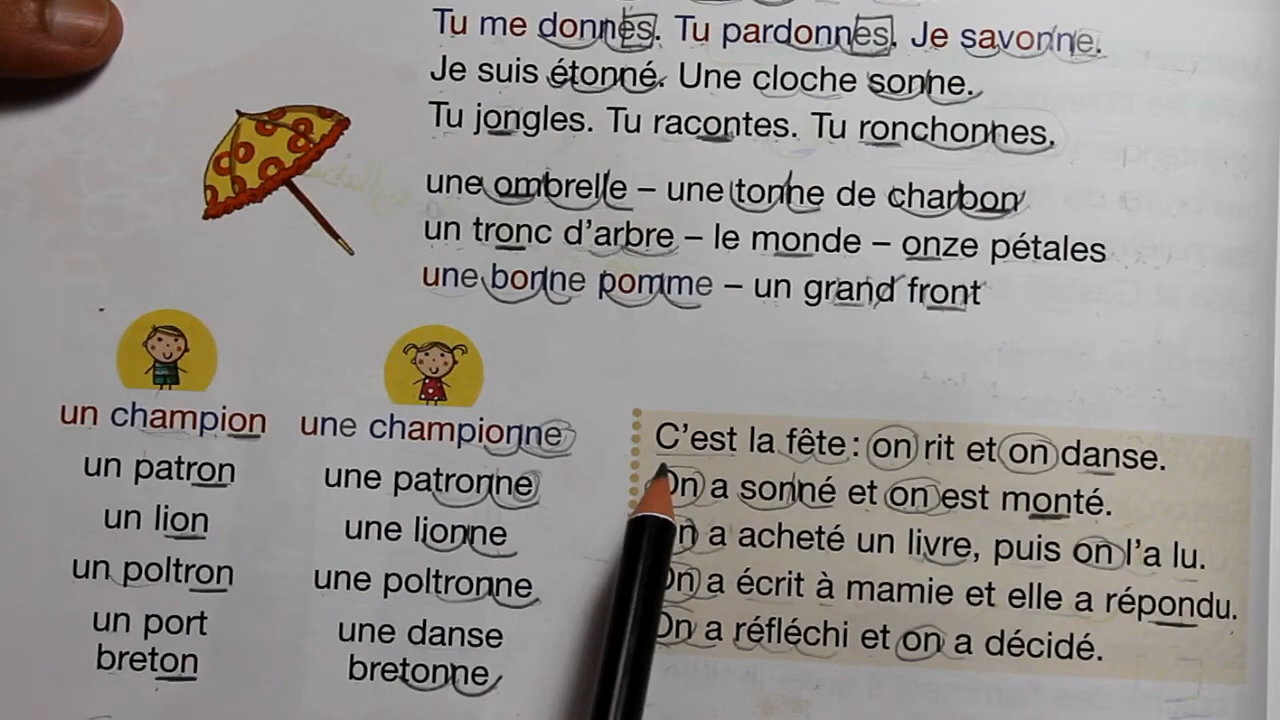 Tu me donnes. Tu pardonnes. Je savonne.
Je suis étonné. Une cloche sonne.
Tu jongles. Tu racontes. Tu ronchonnes.
une ombrelle – une tonne de charbon
un tronc d'arbre – le monde – onze pétales
une bonne pomme – un grand front
un champion
un patron
un lion
un poltron
un port
breton
une championne
une patronne
une lionne
une poltronne
une danse
bretonne
C'est la fête : on rit et on danse.
On a sonné et on est monté.
On a acheté un livre, puis on l'a lu.
On a écrit à mamie et elle a répondu.
On a réfléchi et on a décidé.